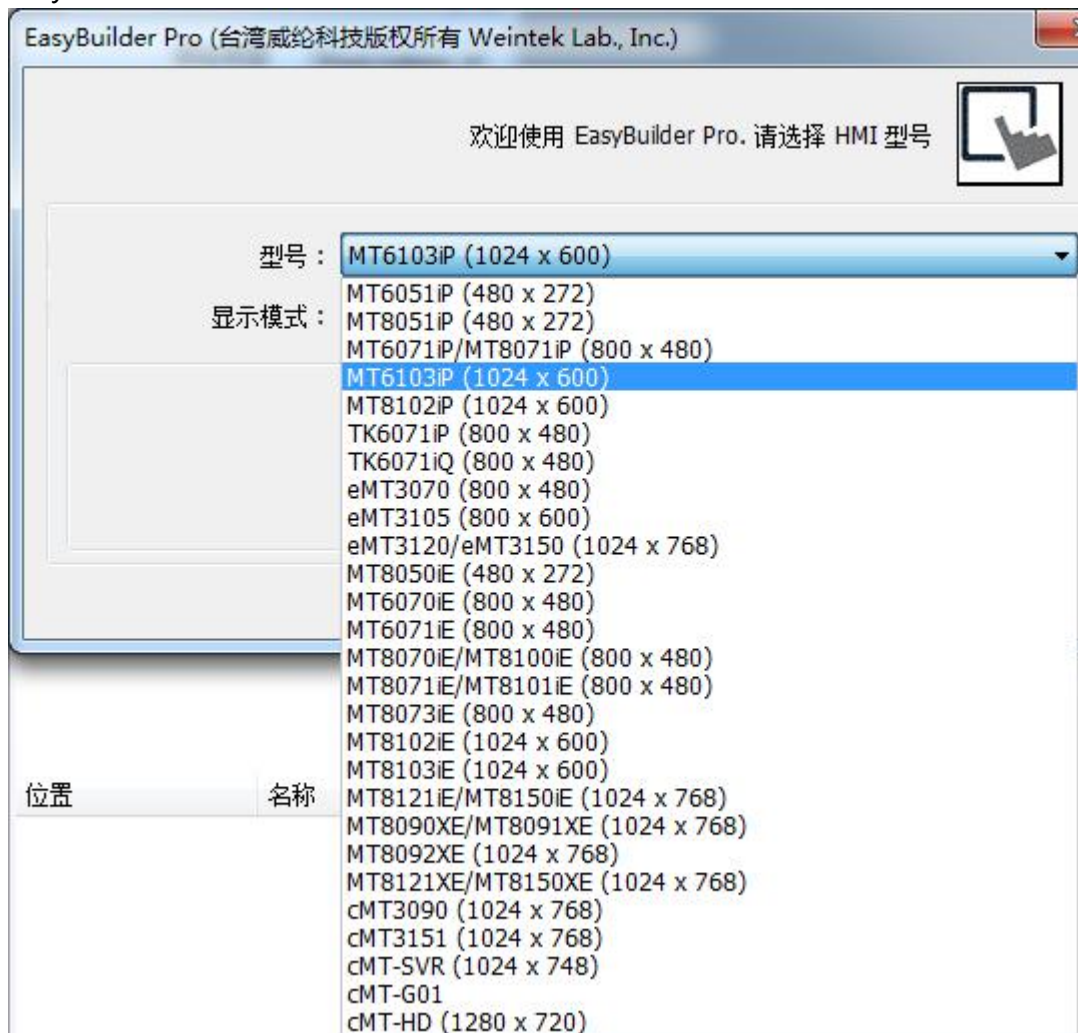 EasyBuilder Pro (台湾威纶科技版权所有 Weintek Lab., Inc.)
欢迎使用 EasyBuilder Pro. 请选择 HMI 型号
型号： MT6103iP (1024 x 600)
MT6051iP (480 x 272)
显示模式： MT8051iP (480 x 272)
MT6071iP/MT8071iP (800 x 480)
MT6103iP (1024 x 600)
MT8102iP (1024 x 600)
TK6071iP (800 x 480)
TK6071iQ (800 x 480)
eMT3070 (800 x 480)
eMT3105 (800 x 600)
eMT3120/eMT3150 (1024 x 768)
MT8050iE (480 x 272)
MT6070iE (800 x 480)
MT6071iE (800 x 480)
MT8070iE/MT8100iE (800 x 480)
MT8071iE/MT8101iE (800 x 480)
MT8073iE (800 x 480)
MT8102iE (1024 x 600)
MT8103iE (1024 x 600)
位置 名称 MT8121iE/MT8150iE (1024 x 768)
MT8090XE/MT8091XE (1024 x 768)
MT8092XE (1024 x 768)
MT8121XE/MT8150XE (1024 x 768)
cMT3090 (1024 x 768)
cMT3151 (1024 x 768)
cMT-SVR (1024 x 748)
cMT-G01
cMT-HD (1280 x 720)